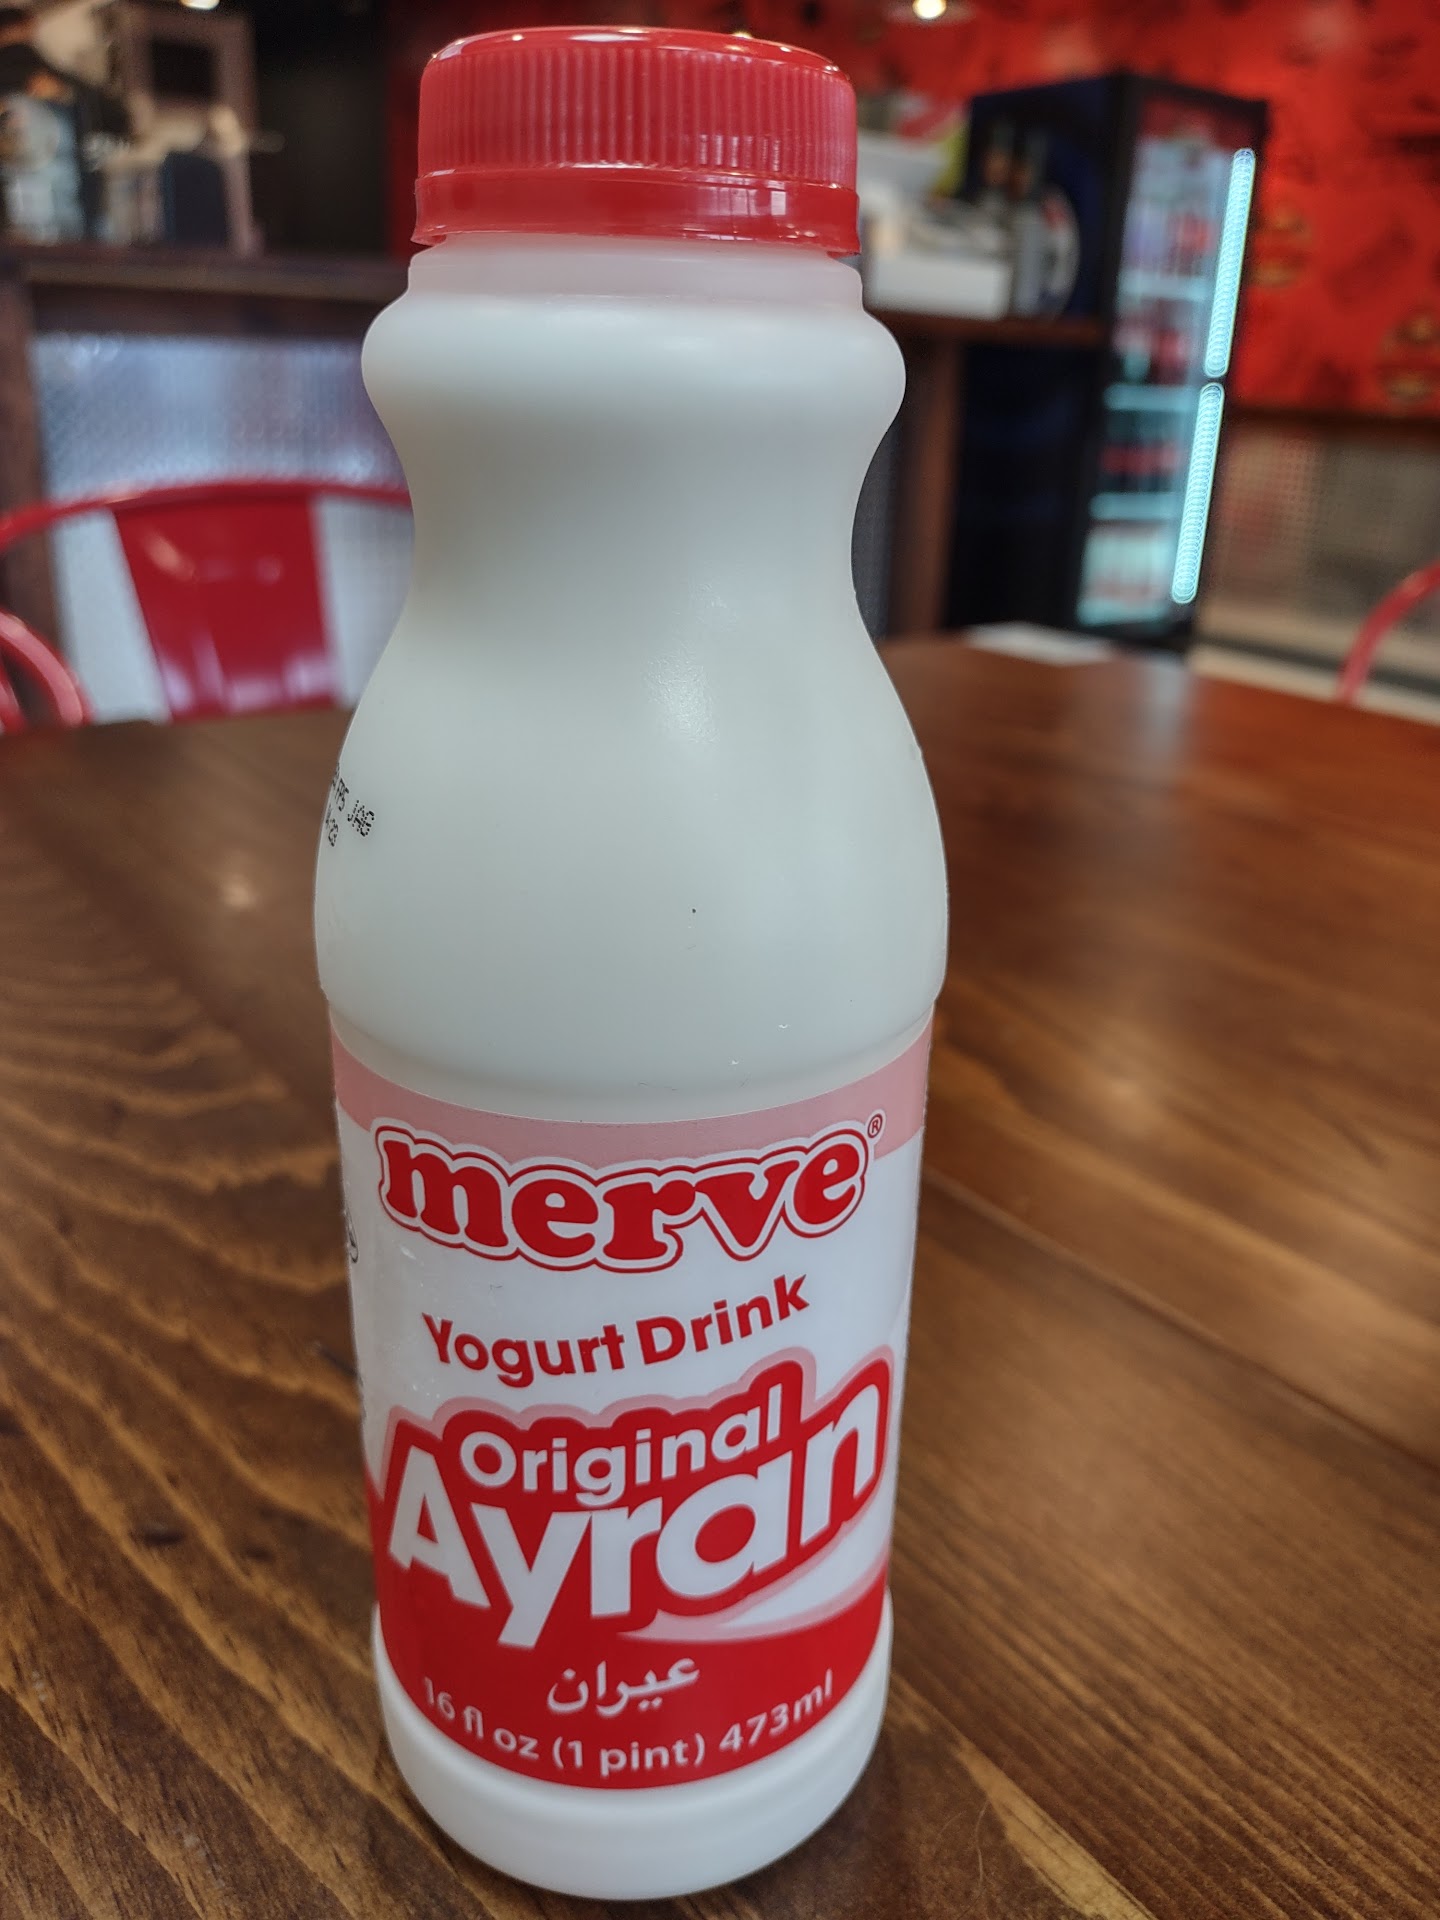 merve®
Yogurt Drink
Original
Ayran
عيران
16 fl oz (1 pint) 473ml